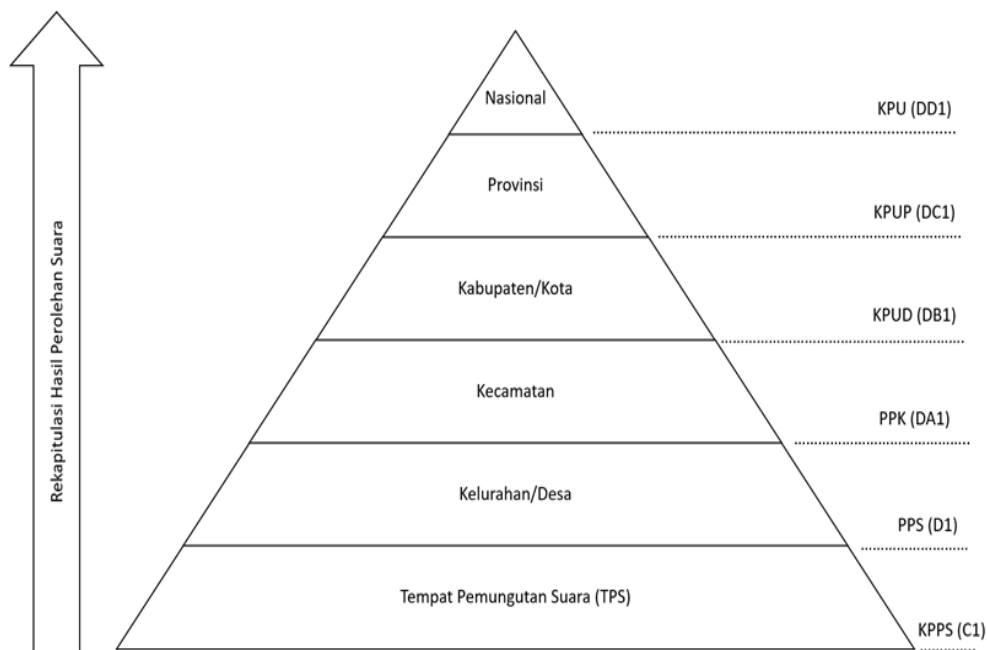 Rekapitulasi Hasil Perolehan Suara
Nasional
KPU (DD1)
Provinsi
KPUP (DC1)
Kabupaten/Kota
KPUD (DB1)
Kecamatan
PPK (DA1)
Kelurahan/Desa
PPS (D1)
Tempat Pemungutan Suara (TPS)
KPPS (C1)